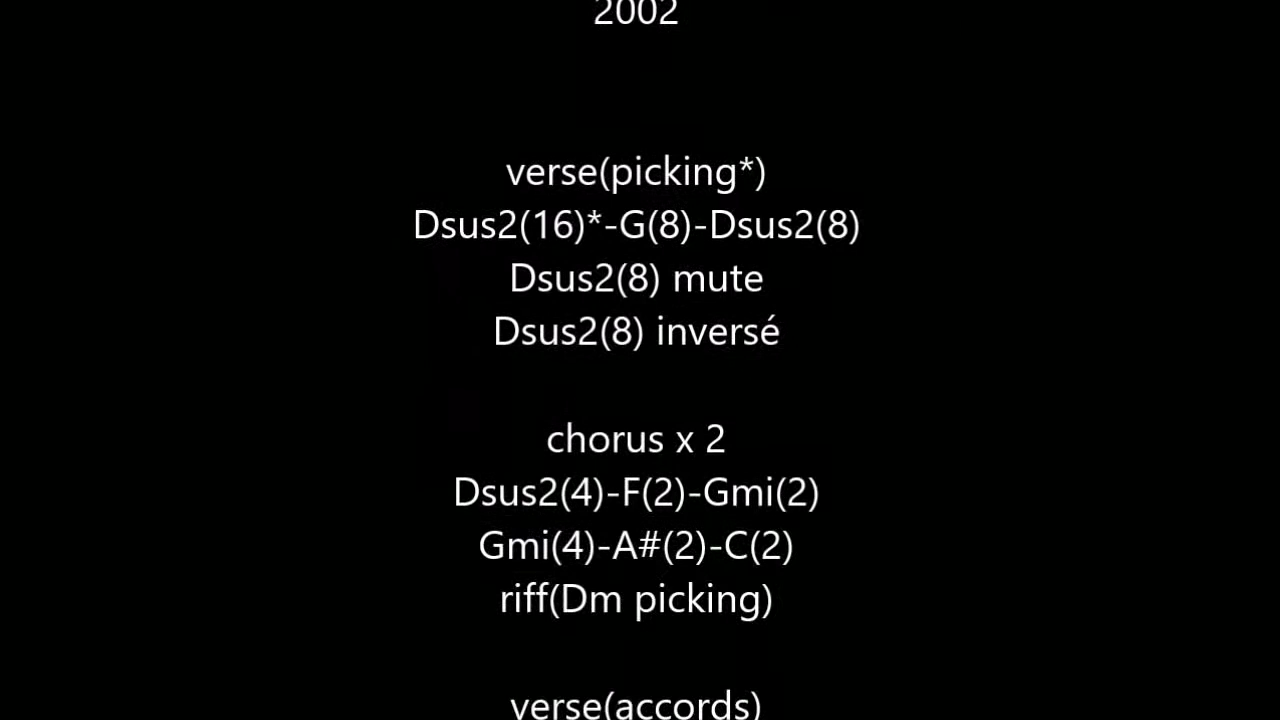 2002
verse(picking*)
Dsus2(16)*-G(8)-Dsus2(8)
Dsus2(8) mute
Dsus2(8) inversé
chorus x 2
Dsus2(4)-F(2)-Gmi(2)
Gmi(4)-A#(2)-C(2)
riff(Dm picking)
verse(accords)